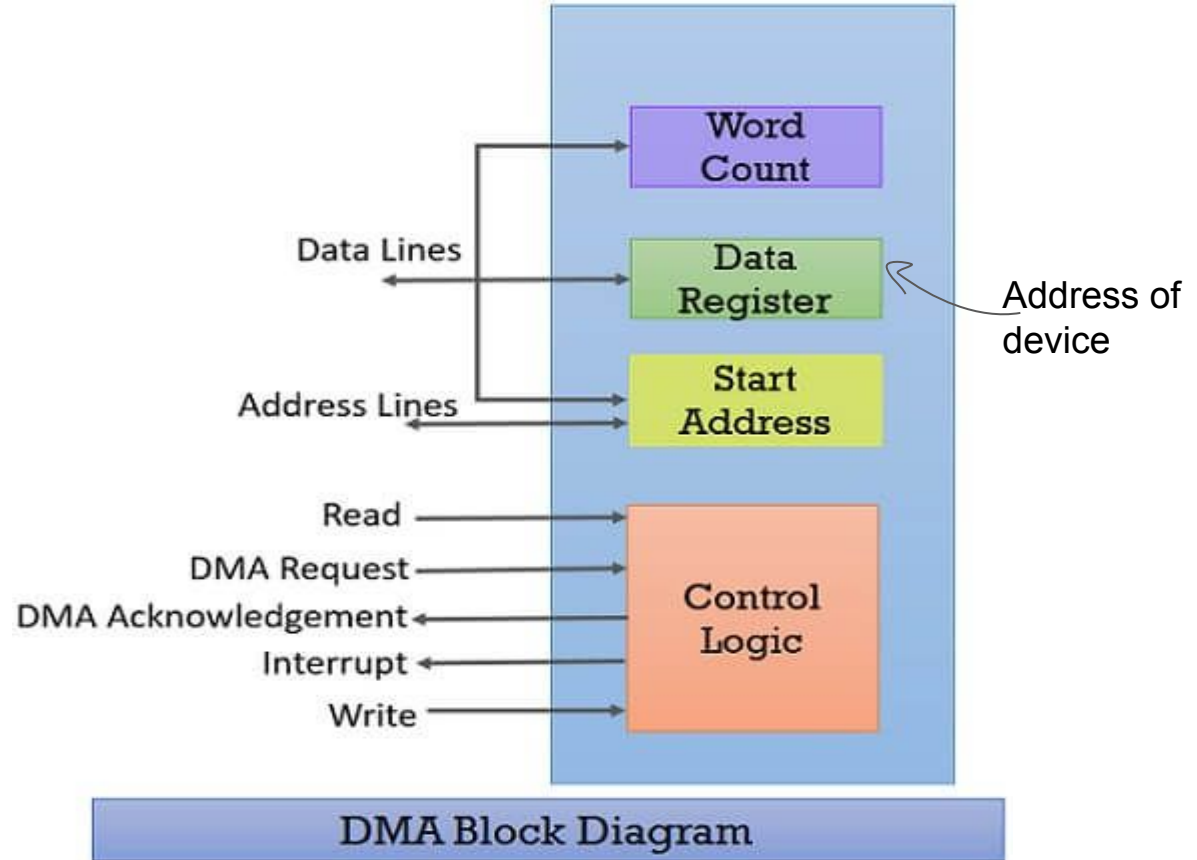 Word
Count
Data Lines
Data
Register
Address of
device
Start
Address
Address Lines
Read
DMA Request
DMA Acknowledgement
Interrupt
Write
Control
Logic
DMA Block Diagram